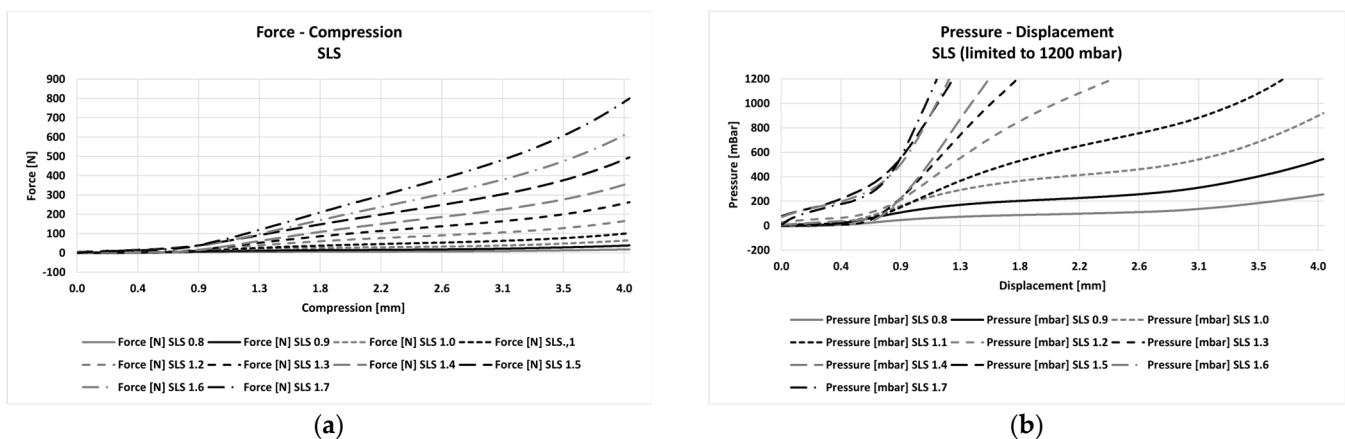 Force - Compression
SLS
Force [N]
900
800
700
600
500
400
300
200
100
0
-100
0.0 0.4 0.9 1.3 1.8 2.2 2.6 3.1 3.5 4.0
Compression [mm]
Force [N] SLS 0.8 Force [N] SLS 0.9 Force [N] SLS 1.0 Force [N] SLS.,1
Force [N] SLS 1.2 Force [N] SLS 1.3 Force [N] SLS 1.4 Force [N] SLS 1.5
Force [N] SLS 1.6 Force [N] SLS 1.7
(a)
Pressure - Displacement
SLS (limited to 1200 mbar)
Pressure [mBar]
1200
1000
800
600
400
200
0
-200
0.0 0.4 0.9 1.3 1.8 2.2 2.6 3.1 3.5 4.0
Displacement [mm]
Pressure [mbar] SLS 0.8 Pressure [mbar] SLS 0.9 Pressure [mbar] SLS 1.0
Pressure [mbar] SLS 1.1 Pressure [mbar] SLS 1.2 Pressure [mbar] SLS 1.3
Pressure [mbar] SLS 1.4 Pressure [mbar] SLS 1.5 Pressure [mbar] SLS 1.6
Pressure [mbar] SLS 1.7
(b)